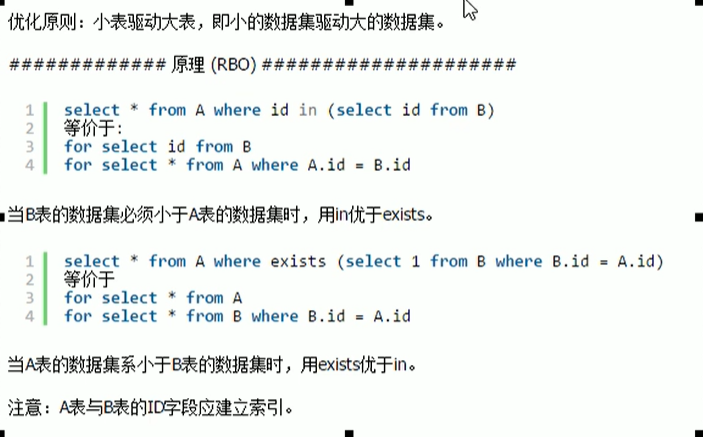 优化原则：小表驱动大表，即小的数据集驱动大的数据集。
############# 原理 (RBO) #####################
1 select * from A where id in (select id from B)
2 等价于：
3 for select id from B
4 for select * from A where A.id = B.id
当B表的数据集必须小于A表的数据集时，用in优于exists。
1 select * from A where exists (select 1 from B where B.id = A.id)
2 等价于
3 for select * from A
4 for select * from B where B.id = A.id
当A表的数据集系小于B表的数据集时，用exists优于in。
注意：A表与B表的ID字段应建立索引。